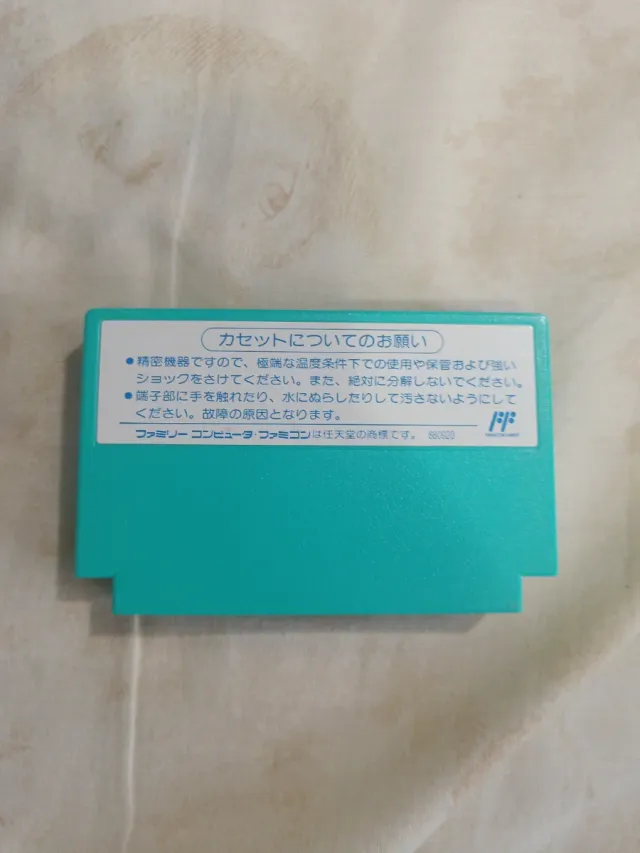 カセットについてのお願い
●精密機器ですので、極端な温度条件下での使用や保管および強い
ショックをさけてください。また、絶対に分解しないでください。
●端子部に手を触れたり、水にぬらしたりして汚さないようにして
ください。故障の原因となります。
ファミリー コンピュータ・ファミコンは任天堂の商標です。 880920